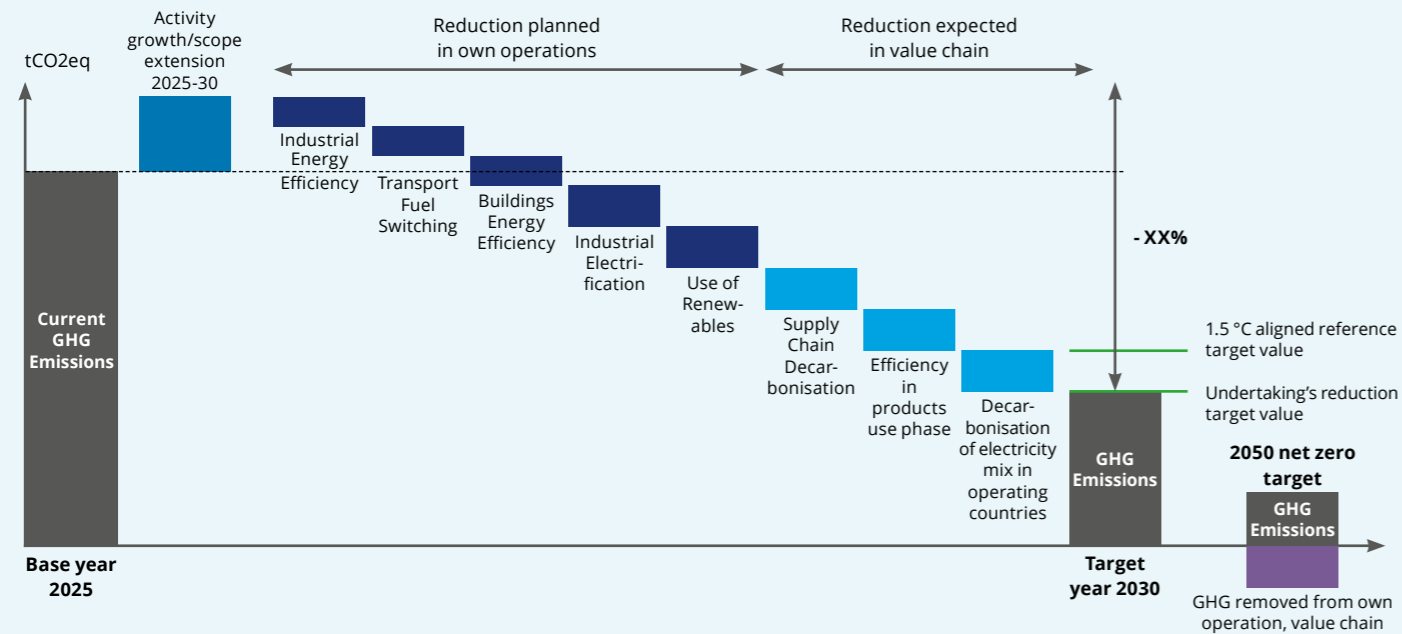 tCO2eq
Activity
growth/scope
extension
2025-30
Reduction planned
in own operations
Reduction expected
in value chain
Current
GHG
Emissions
Industrial
Energy
Efficiency
Transport
Fuel
Switching
Buildings
Energy
Efficiency
Industrial
Electri-
fication
Use of
Renew-
ables
Supply
Chain
Decar-
bonisation
Efficiency
in
products
use phase
Decar-
bonisation
of electricity
mix in
operating
countries
- XX%
1.5 °C aligned reference
target value
Undertaking’s reduction
target value
GHG
Emissions
2050 net zero
target
GHG
Emissions
Base year
2025
Target
year 2030
GHG removed from own
operation, value chain